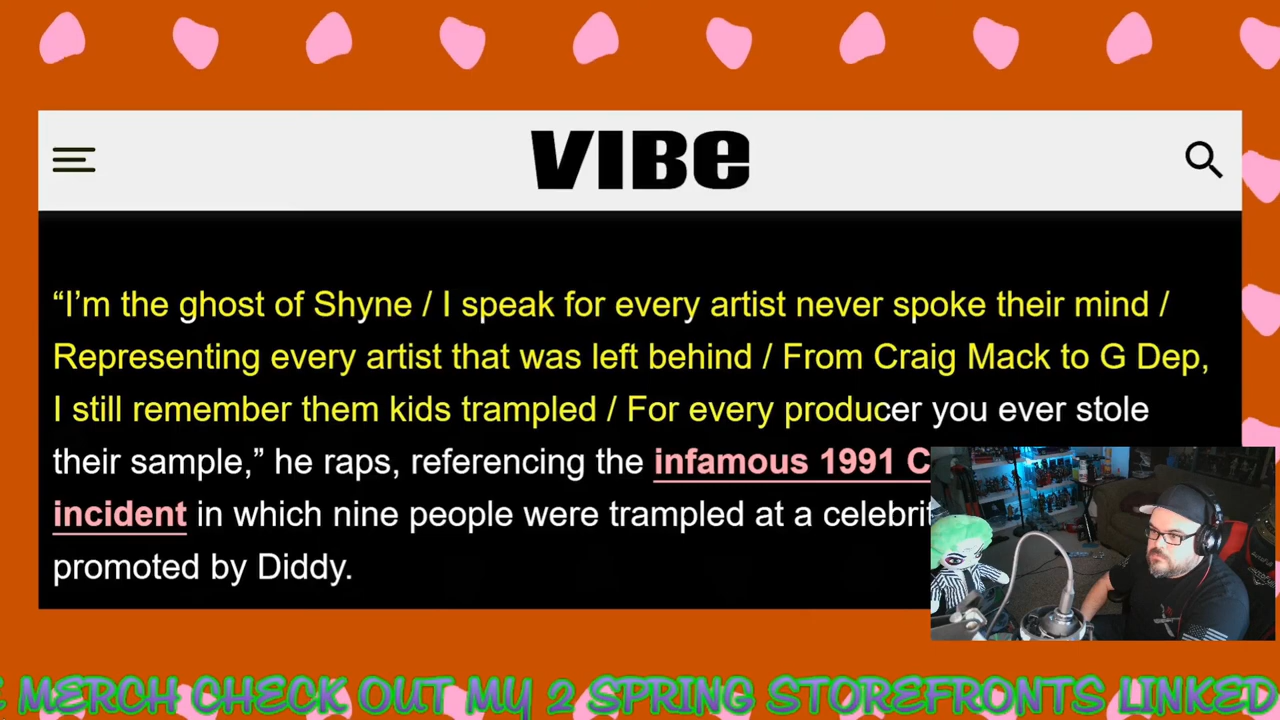 VIBe
“I’m the ghost of Shyne / I speak for every artist never spoke their mind /
Representing every artist that was left behind / From Craig Mack to G Dep,
I still remember them kids trampled / For every producer you ever stole
their sample,” he raps, referencing the infamous 1991 C
incident in which nine people were trampled at a celebrit
promoted by Diddy.
MERCH CHECK OUT MY 2 SPRING STOREFRONTS LINKED